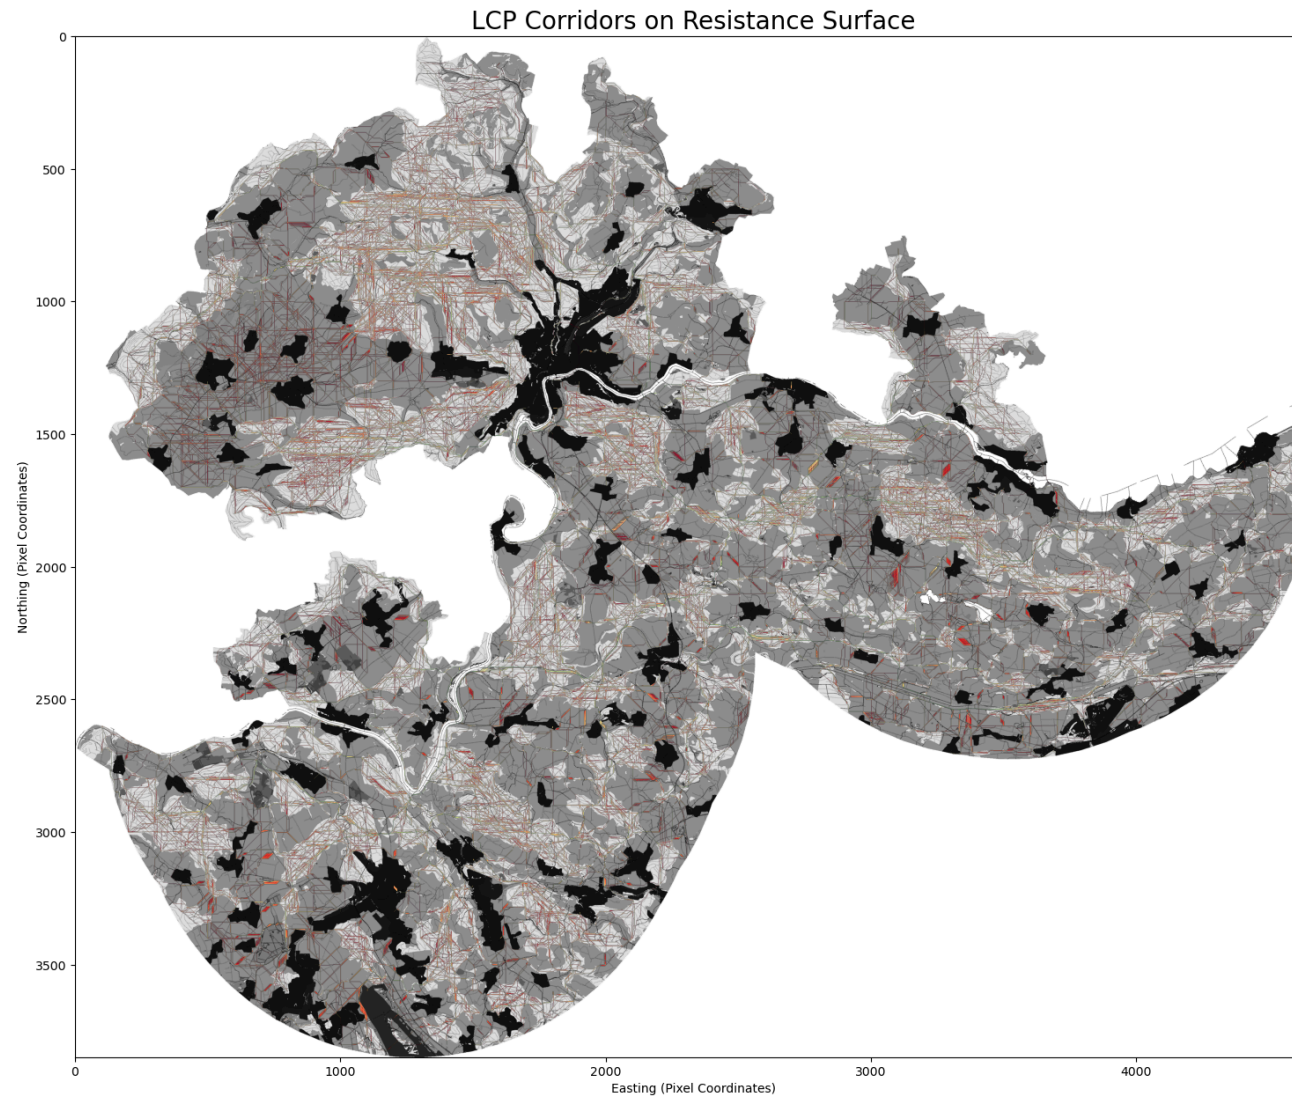 LCP Corridors on Resistance Surface
0
500
1000
1500
2000
2500
3000
3500
Northing (Pixel Coordinates)
0 1000 2000 3000 4000
Easting (Pixel Coordinates)